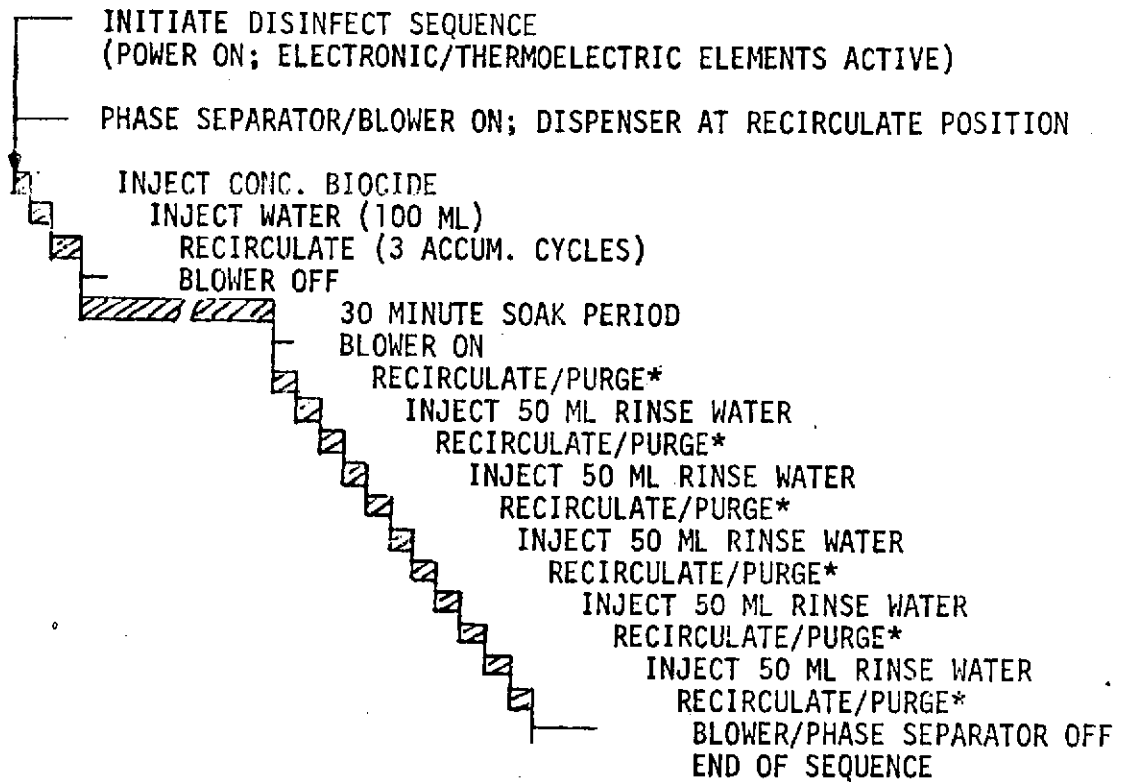 INITIATE DISINFECT SEQUENCE
(POWER ON; ELECTRONIC/THERMOELECTRIC ELEMENTS ACTIVE)
PHASE SEPARATOR/BLOWER ON; DISPENSER AT RECIRCULATE POSITION
INJECT CONC. BIOCIDE
INJECT WATER (100 ML)
RECIRCULATE (3 ACCUM. CYCLES)
BLOWER OFF
30 MINUTE SOAK PERIOD
BLOWER ON
RECIRCULATE/PURGE*
INJECT 50 ML RINSE WATER
RECIRCULATE/PURGE*
INJECT 50 ML RINSE WATER
RECIRCULATE/PURGE*
INJECT 50 ML RINSE WATER
RECIRCULATE/PURGE*
INJECT 50 ML RINSE WATER
RECIRCULATE/PURGE*
INJECT 50 ML RINSE WATER
RECIRCULATE/PURGE*
BLOWER/PHASE SEPARATOR OFF
END OF SEQUENCE